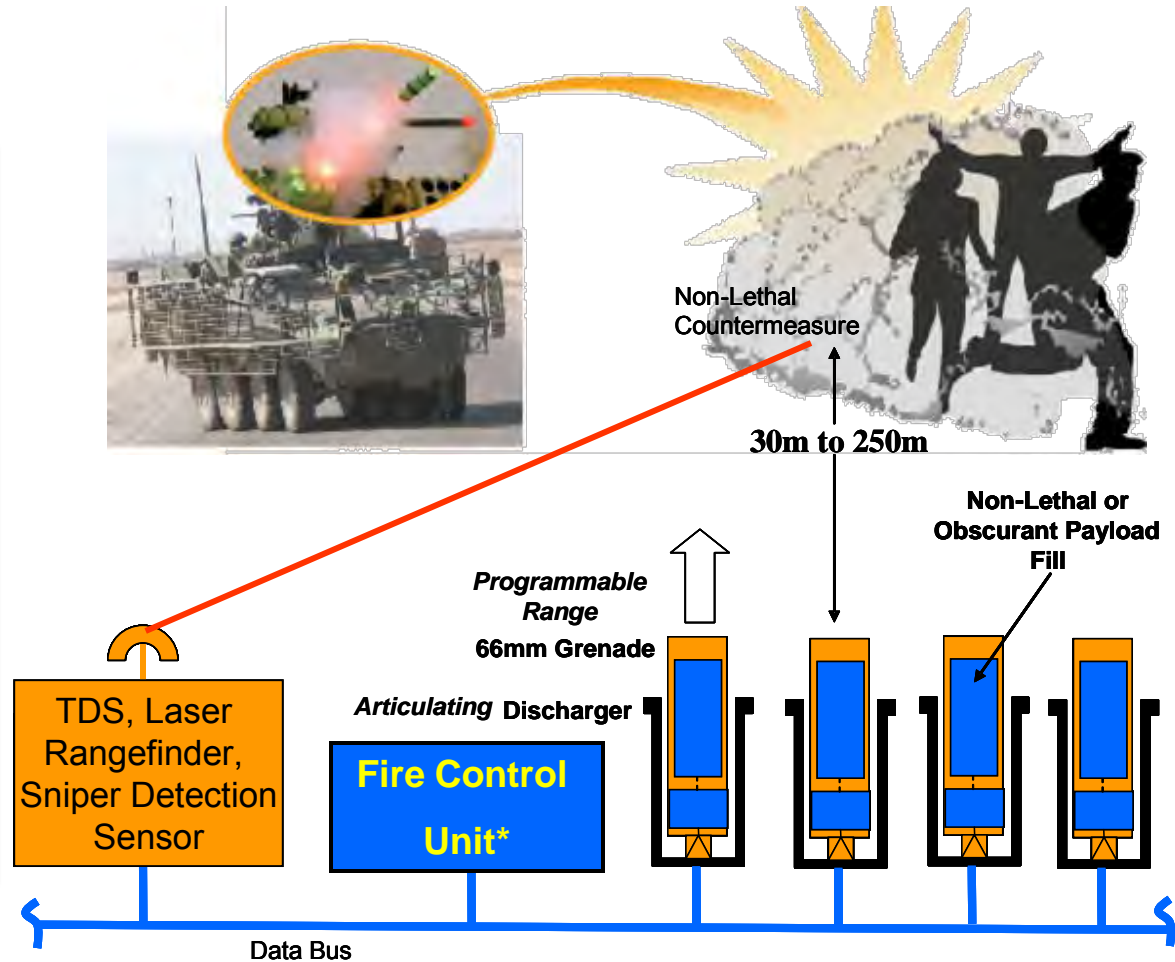 Non-Lethal
Countermeasure
30m to 250m
Non-Lethal or
Obscurant Payload
Fill
Programmable
Range
66mm Grenade
Articulating Discharger
TDS, Laser
Rangefinder,
Sniper Detection
Sensor
Fire Control
Unit*
Data Bus